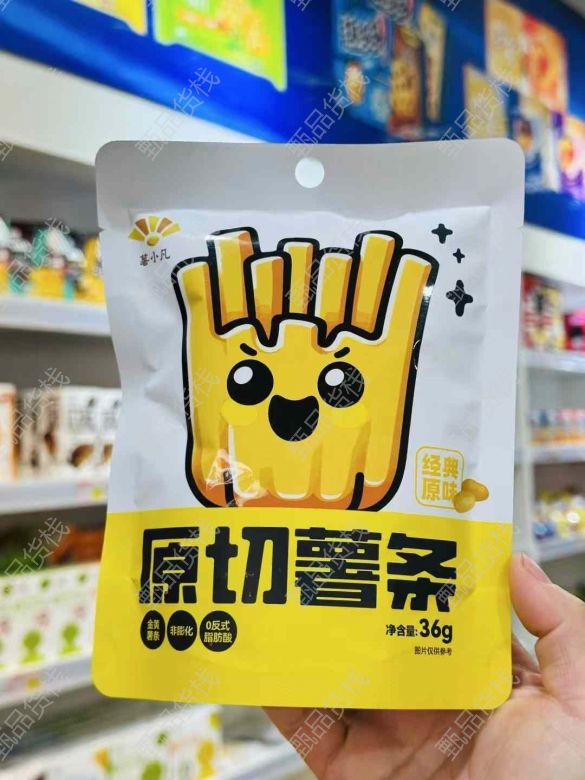 薯小凡
经典
原味
原切薯条
金黄
薯条
非膨化
0反式
脂肪酸
净含量:36g
图片仅供参考
甄品货栈